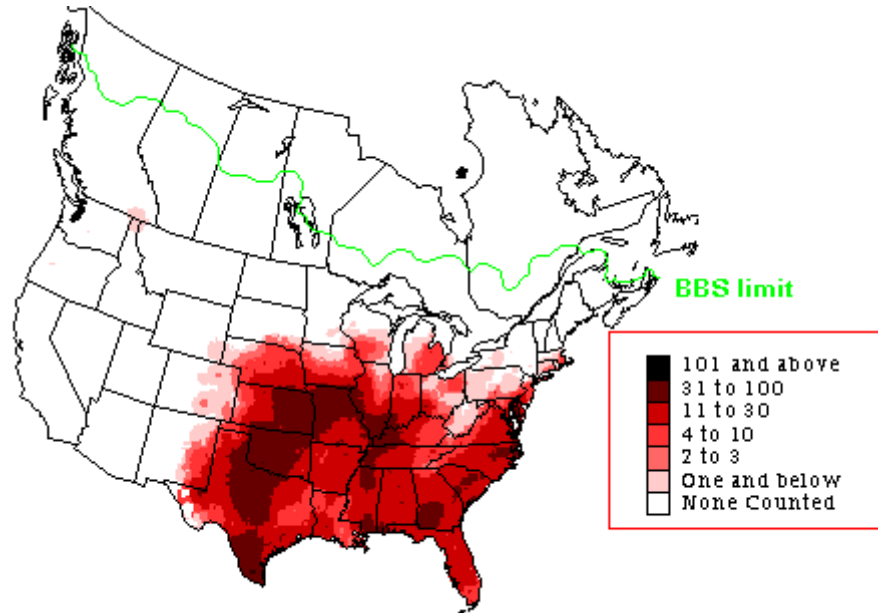 BBS limit
101 and above
31 to 100
11 to 30
4 to 10
2 to 3
One and below
None Counted